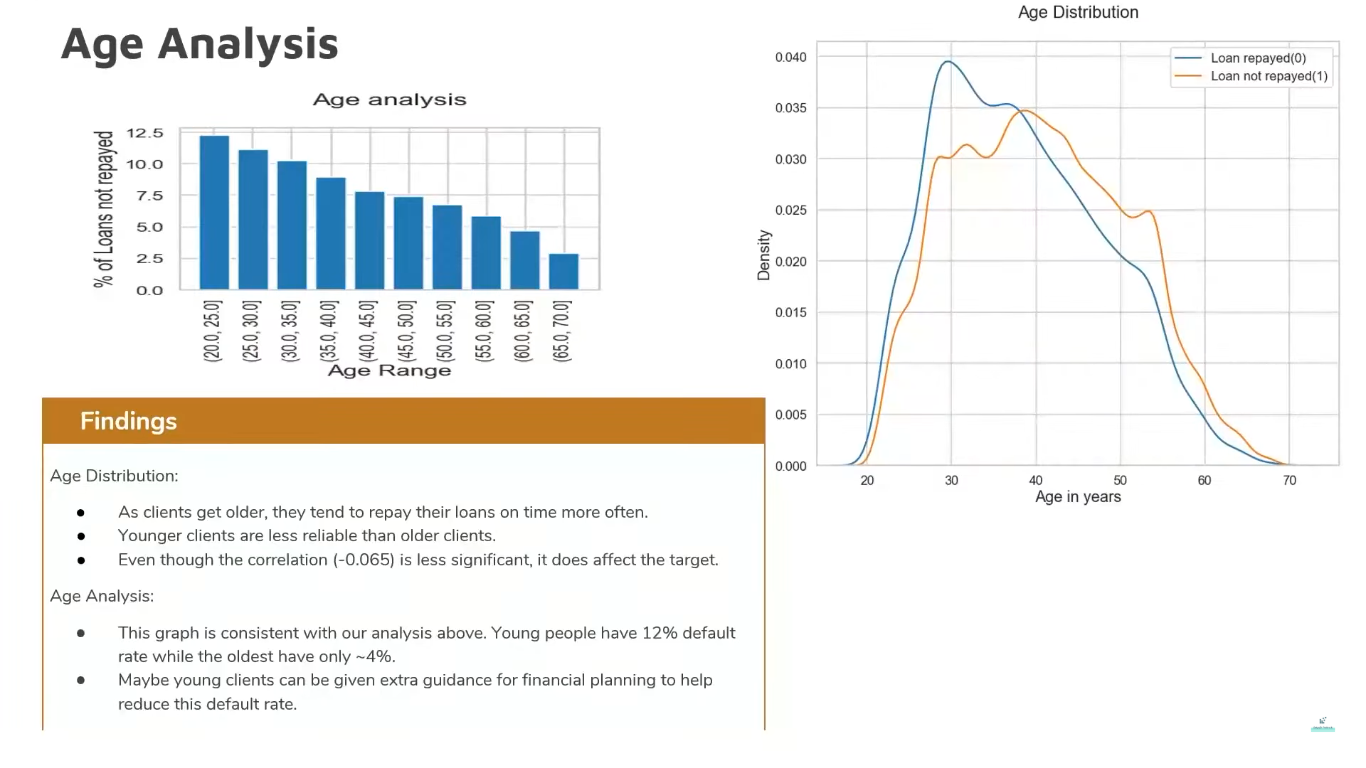 Age Analysis
Age analysis
% of Loans not repayed
12.5
10.0
7.5
5.0
2.5
0.0
(20.0, 25.0]
(25.0, 30.0]
(30.0, 35.0]
(35.0, 40.0]
(40.0, 45.0]
(45.0, 50.0]
(50.0, 55.0]
(55.0, 60.0]
(60.0, 65.0]
(65.0, 70.0]
Age Range
Age Distribution
Loan repayed(0)
Loan not repayed(1)
Density
0.040
0.035
0.030
0.025
0.020
0.015
0.010
0.005
0.000
20
30
40
50
60
70
Age in years
Findings
Age Distribution:
● As clients get older, they tend to repay their loans on time more often.
● Younger clients are less reliable than older clients.
● Even though the correlation (-0.065) is less significant, it does affect the target.
Age Analysis:
● This graph is consistent with our analysis above. Young people have 12% default
rate while the oldest have only ~4%.
● Maybe young clients can be given extra guidance for financial planning to help
reduce this default rate.